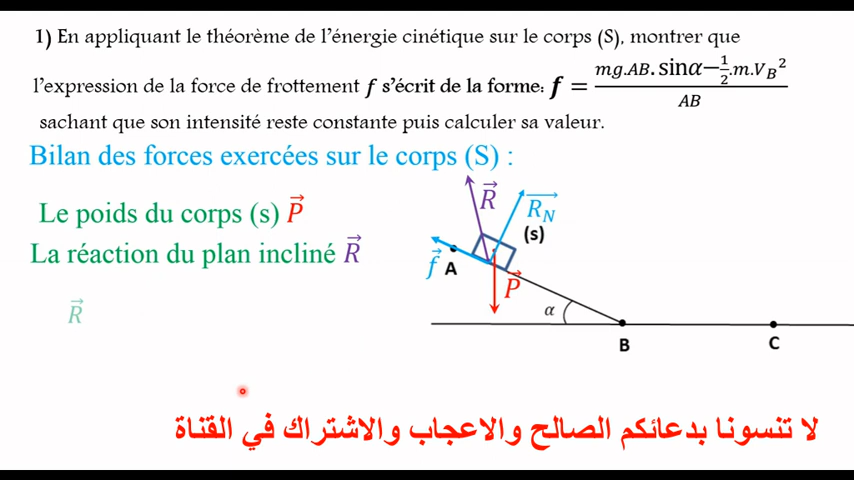 1) En appliquant le théorème de l'énergie cinétique sur le corps (S), montrer que
l'expression de la force de frottement f s'écrit de la forme: f = (mg.AB.sinα−½.m.V_B²)/AB
sachant que son intensité reste constante puis calculer sa valeur.
Bilan des forces exercées sur le corps (S) :
Le poids du corps (s) P⃗
La réaction du plan incliné R⃗
R⃗
R⃗
R_N⃗
(s)
f⃗
A
P⃗
α
B
C
لا تنسونا بدعائكم الصالح والاعجاب والاشتراك في القناة